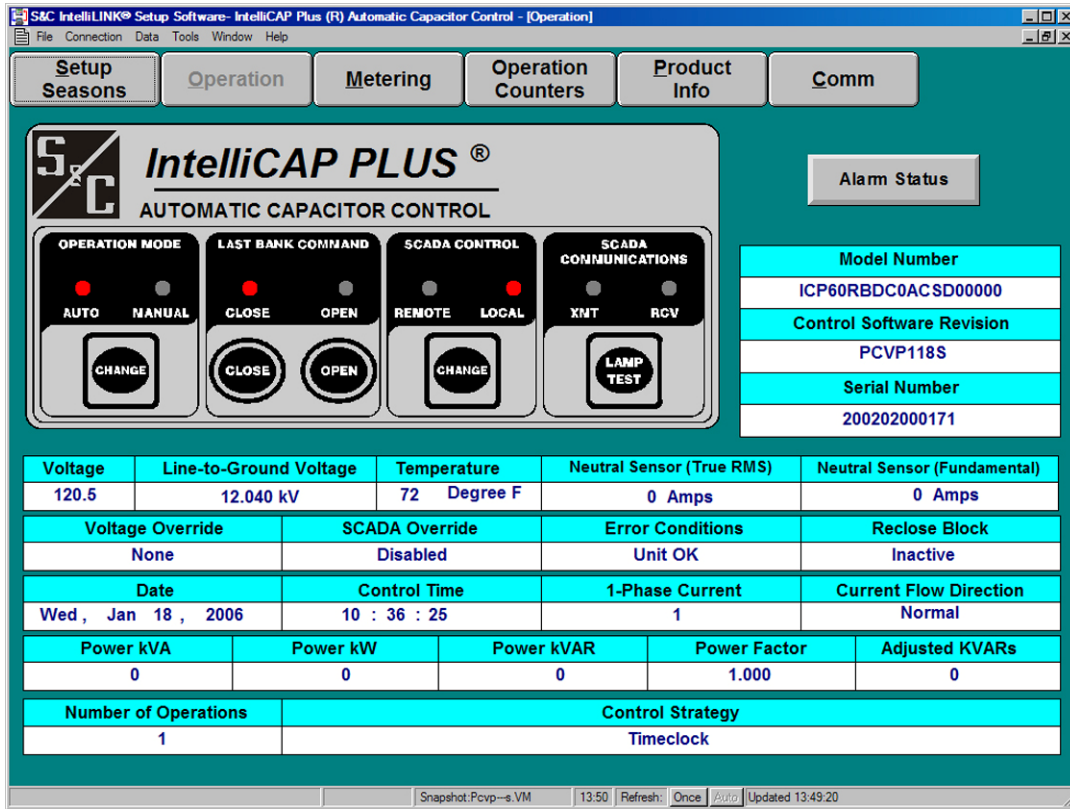 S&C IntelliLINK® Setup Software- IntelliCAP Plus (R) Automatic Capacitor Control - [Operation]
File Connection Data Tools Window Help
Setup Seasons
Operation
Metering
Operation Counters
Product Info
Comm
S&C
IntelliCAP PLUS ®
AUTOMATIC CAPACITOR CONTROL
Alarm Status
OPERATION MODE
AUTO MANUAL
CHANGE
LAST BANK COMMAND
CLOSE OPEN
CLOSE OPEN
SCADA CONTROL
REMOTE LOCAL
CHANGE
SCADA
COMMUNICATIONS
XNT RCV
LAMP
TEST
Model Number
ICP60RBDC0ACSD00000
Control Software Revision
PCVP118S
Serial Number
200202000171
Voltage Line-to-Ground Voltage Temperature Neutral Sensor (True RMS) Neutral Sensor (Fundamental)
120.5 12.040 kV 72 Degree F 0 Amps 0 Amps
Voltage Override SCADA Override Error Conditions Reclose Block
None Disabled Unit OK Inactive
Date Control Time 1-Phase Current Current Flow Direction
Wed , Jan 18 , 2006 10 : 36 : 25 1 Normal
Power kVA Power kW Power kVAR Power Factor Adjusted KVARs
0 0 0 1.000 0
Number of Operations Control Strategy
1 Timeclock
Snapshot:Pcvp---s.VM 13:50 Refresh: Once Auto Updated 13:49:20